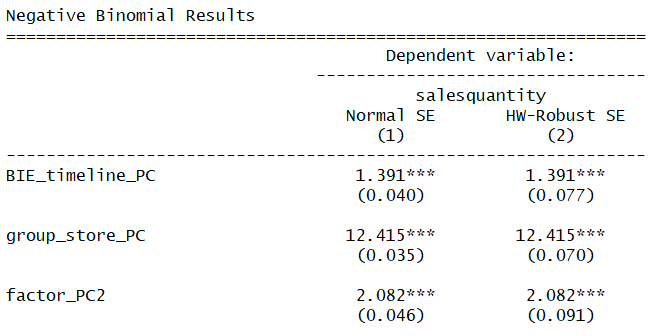 Negative Binomial Results
================================================================
Dependent variable:
---------------------------------
salesquantity
Normal SE HW-Robust SE
(1) (2)
----------------------------------------------------------------
BIE_timeline_PC 1.391*** 1.391***
(0.040) (0.077)
group_store_PC 12.415*** 12.415***
(0.035) (0.070)
factor_PC2 2.082*** 2.082***
(0.046) (0.091)